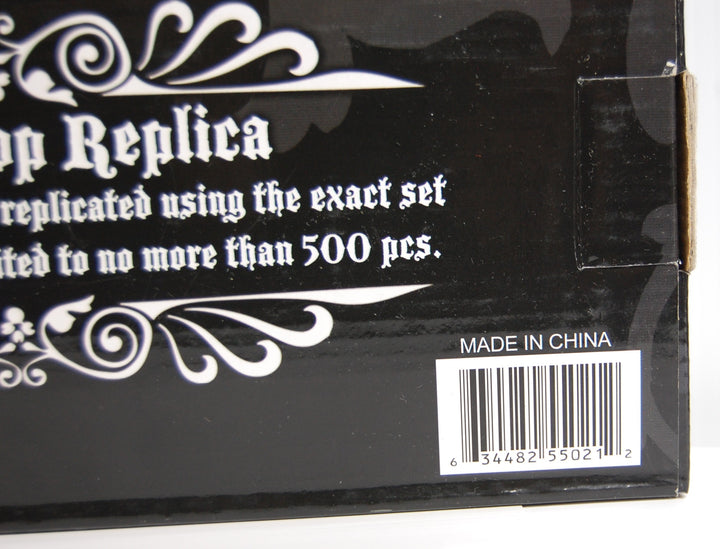 op Replica
replicated using the exact set
ited to no more than 500 pcs.
MADE IN CHINA
6 34482 55021 2